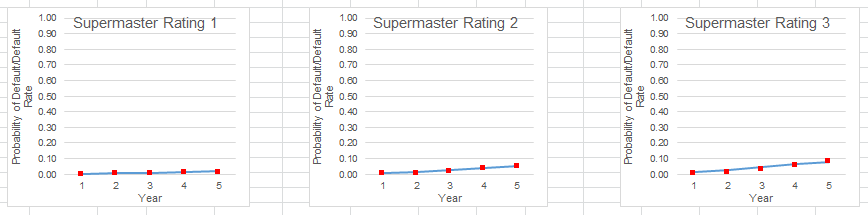 Supermaster Rating 1
Probability of Default/Default
Rate
1.00
0.90
0.80
0.70
0.60
0.50
0.40
0.30
0.20
0.10
0.00
1 2 3 4 5
Year
Supermaster Rating 2
Probability of Default/Default
Rate
1.00
0.90
0.80
0.70
0.60
0.50
0.40
0.30
0.20
0.10
0.00
1 2 3 4 5
Year
Supermaster Rating 3
Probability of Default/Default
Rate
1.00
0.90
0.80
0.70
0.60
0.50
0.40
0.30
0.20
0.10
0.00
1 2 3 4 5
Year